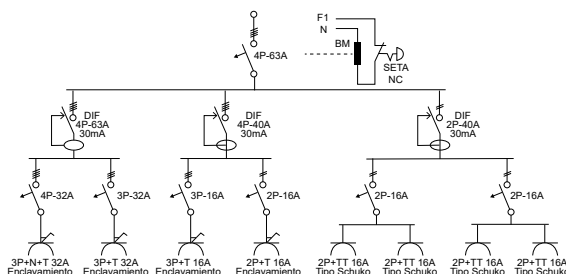 F1
N
BM
4P-63A
SETA
NC
DIF
4P-63A
30mA
DIF
4P-40A
30mA
DIF
2P-40A
30mA
4P-32A
3P-32A
3P-16A
2P-16A
2P-16A
2P-16A
3P+N+T 32A
Enclavamiento
3P+T 32A
Enclavamiento
3P+T 16A
Enclavamiento
2P+T 16A
Enclavamiento
2P+TT 16A
Tipo Schuko
2P+TT 16A
Tipo Schuko
2P+TT 16A
Tipo Schuko
2P+TT 16A
Tipo Schuko